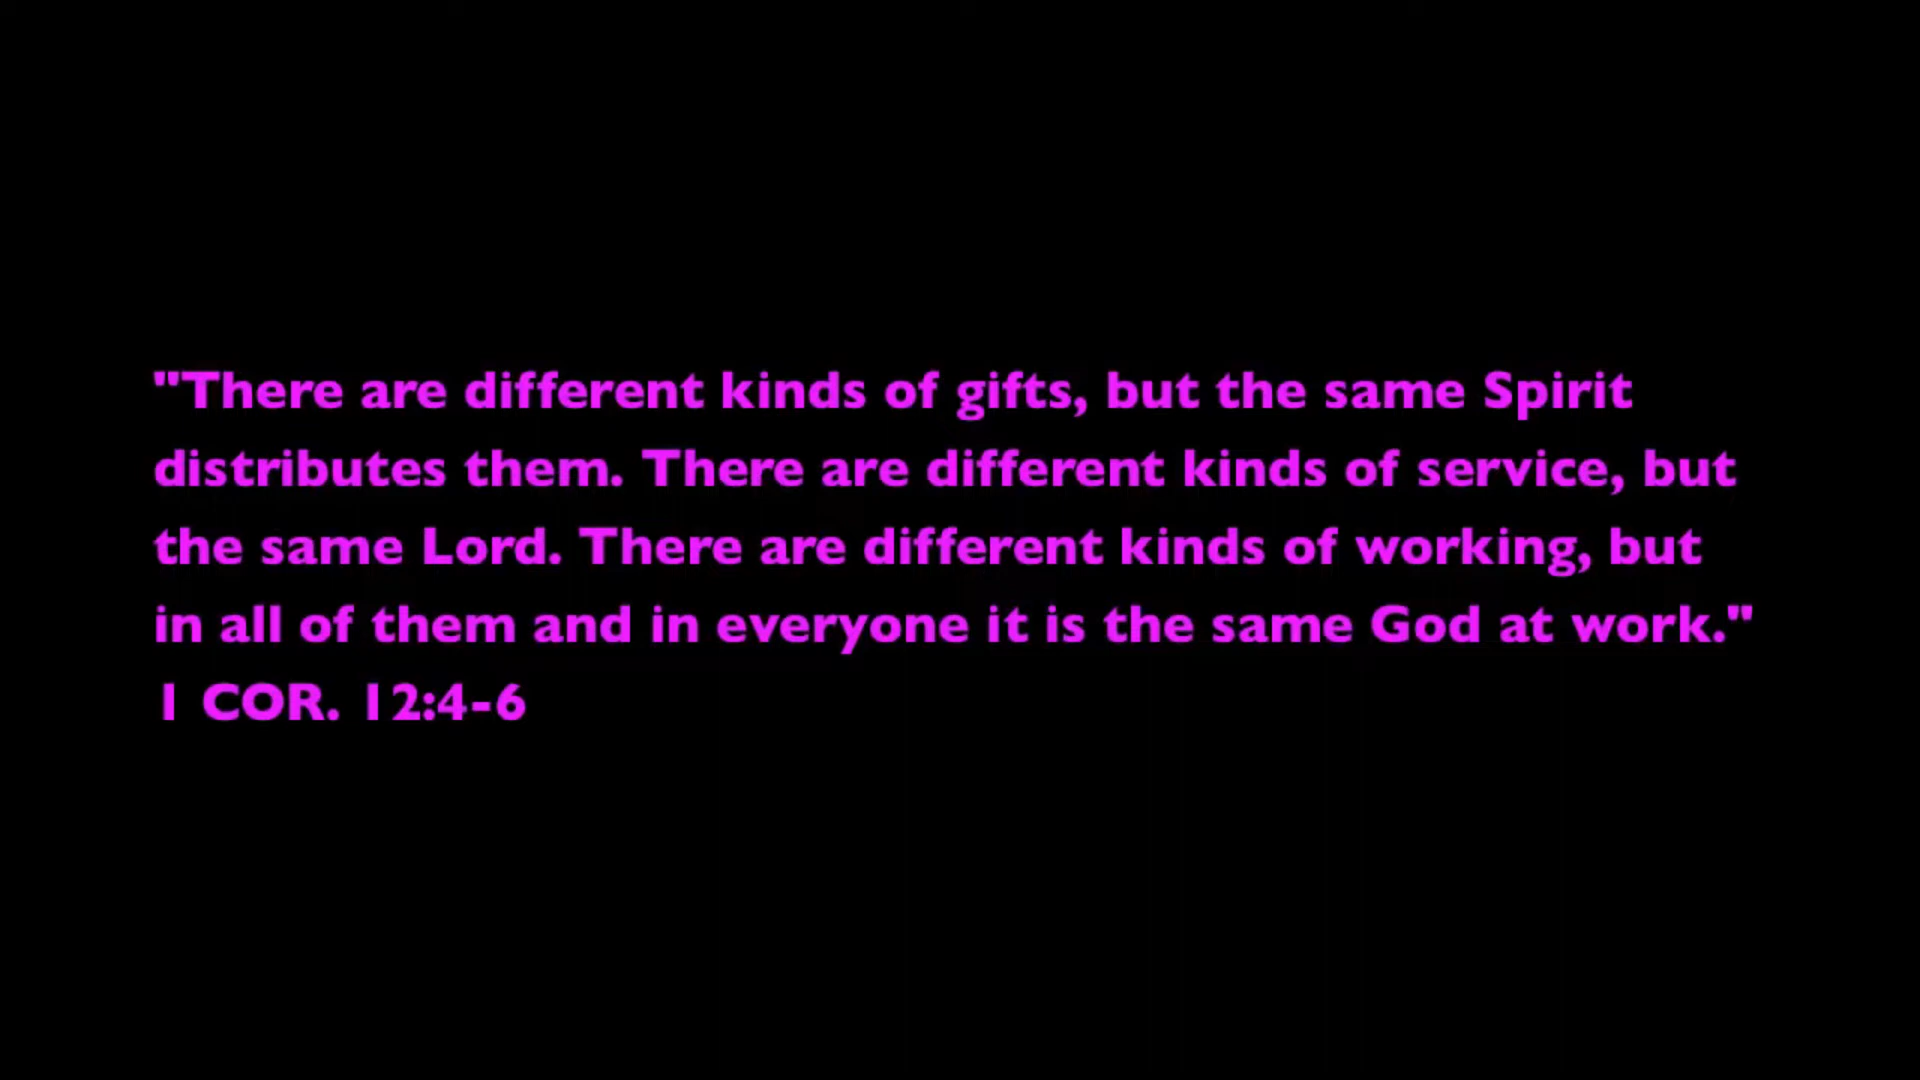 "There are different kinds of gifts, but the same Spirit
distributes them. There are different kinds of service, but
the same Lord. There are different kinds of working, but
in all of them and in everyone it is the same God at work."
1 COR. 12:4-6